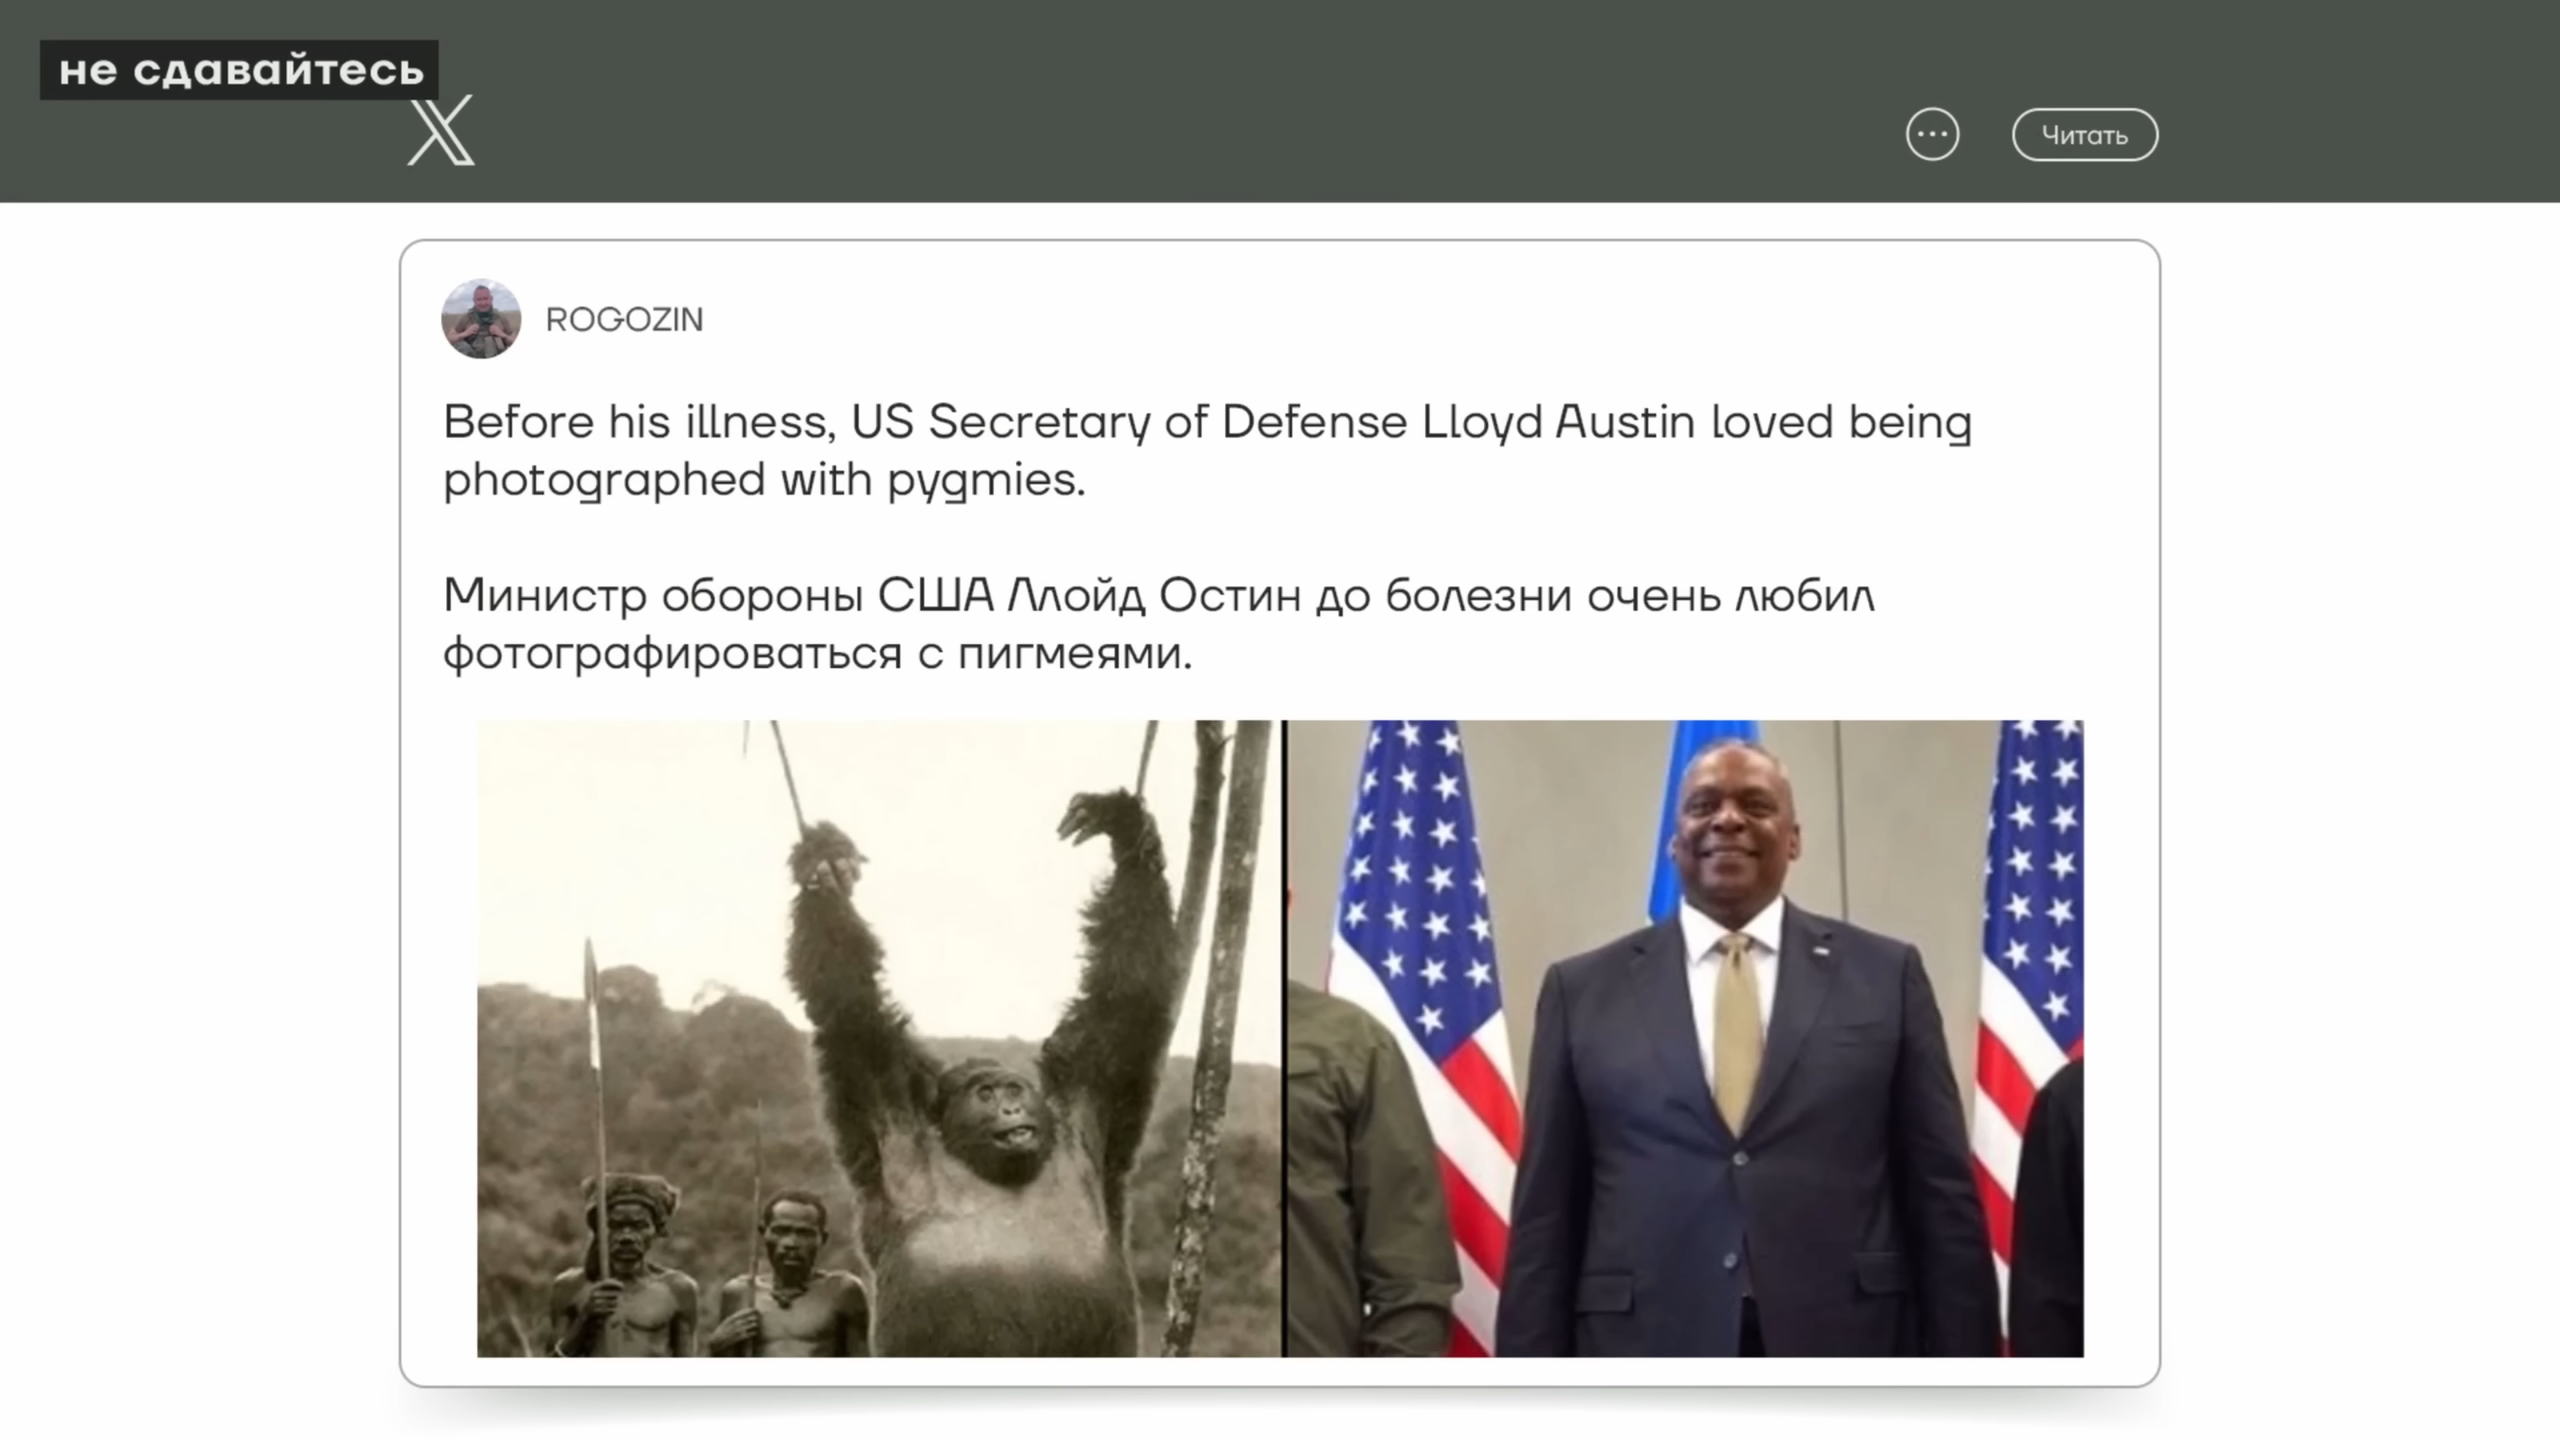 не сдавайтесь
Читать
ROGOZIN
Before his illness, US Secretary of Defense Lloyd Austin loved being
photographed with pygmies.
Министр обороны США Ллойд Остин до болезни очень любил
фотографироваться с пигмеями.